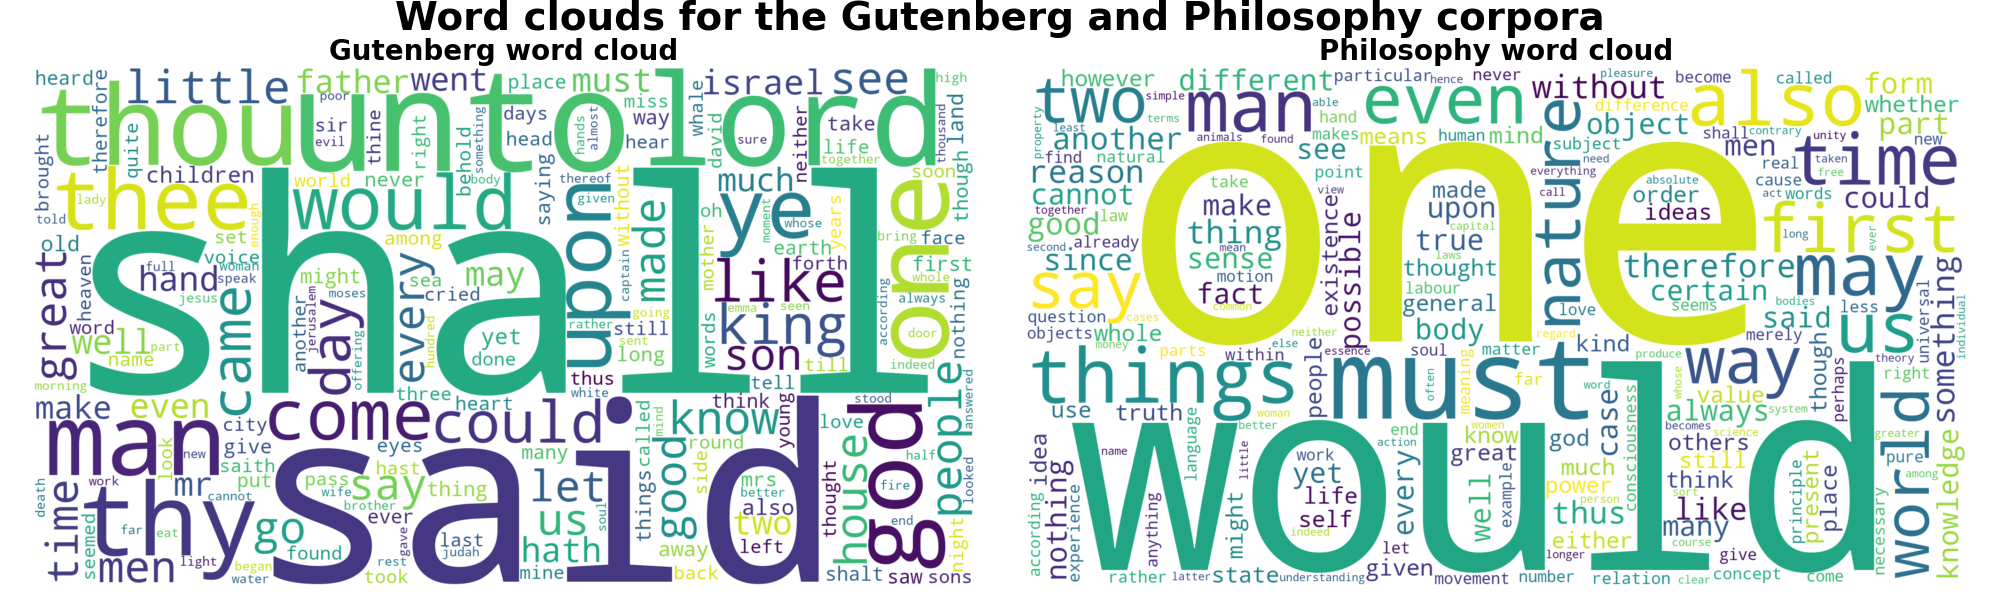 Word clouds for the Gutenberg and Philosophy corpora
Gutenberg word cloud
heard
therefore
little
father
went
place
must
israel
see
high
thou
unto
lord
poor
sir
evil
thine
right
behold
something
days
head
hands
almost
miss
way
hear
whale
david
sure
neither
take
life
together
thousand
land
brought
quite
children
thee
lady
told
world
never
would
body
saying
thereof
given
upon
without
made
much
oh
mother
moment
ye
whose
years
soon
though
one
bring
face
old
set
voice
enough
among
shall
earth
forth
first
whole
great
heaven
full
woman
speak
hand
jesus
might
moses
sea
cried
may
every
captain
going
like
emma
seen
according
always
word
well
part
name
came
another
jerusalem
day
offering
hundred
yet
done
rather
still
sent
long
words
king
son
till
door
indeed
nothing
morning
make
even
three
heart
thus
white
tell
think
young
stood
answered
people
man
city
give
come
eyes
could
many
called
mind
know
round
love
house
god
look
new
saith
put
work
death
mr
pass
hast
wife
brother
say
thing
let
things
good
side
mrs
better
also
two
thought
half
looked
fire
time
seemed
thy
said
far
eat
go
found
ever
rest
gave
last
judah
us
soul
hath
left
end
night
men
light
cannot
began
water
took
mine
away
back
shalt
saw
sons
Philosophy word cloud
however
different
particular
hence
never
without
pleasure
become
called
form
two
simple
man
able
even
difference
also
whether
property
least
terms
another
hand
makes
means
human
mind
object
shall
contrary
part
animals
found
see
subject
men
unity
time
new
find
natural
reason
point
need
real
taken
cannot
everything
cause
free
together
law
good
take
view
made
call
absolute
order
act
words
could
make
upon
ideas
first
second
already
since
thing
mean
sense
existence
possible
capital
true
nature
long
ever
motion
laws
thought
therefore
may
say
fact
common
labour
general
certain
seems
bodies
less
universal
something
individual
question
cases
objects
whole
one
body
love
said
us
money
parts
neither
else
regard
kind
merely
things
within
people
essence
soul
must
matter
produce
way
theory
right
use
truth
woman
better
often
meaning
far
word
whose
value
though
perhaps
always
system
would
name
language
women
end
action
know
god
case
consciousness
becomes
science
others
greater
world
idea
little
work
yet
life
self
every
great
much
power
still
pure
among
knowledge
nothing
according
experience
anything
might
indeed
well
example
person
thus
sort
think
like
many
principle
present
place
necessary
either
course
let
longer
give
rather
latter
state
understanding
given
movement
number
relation
clear
concept
come